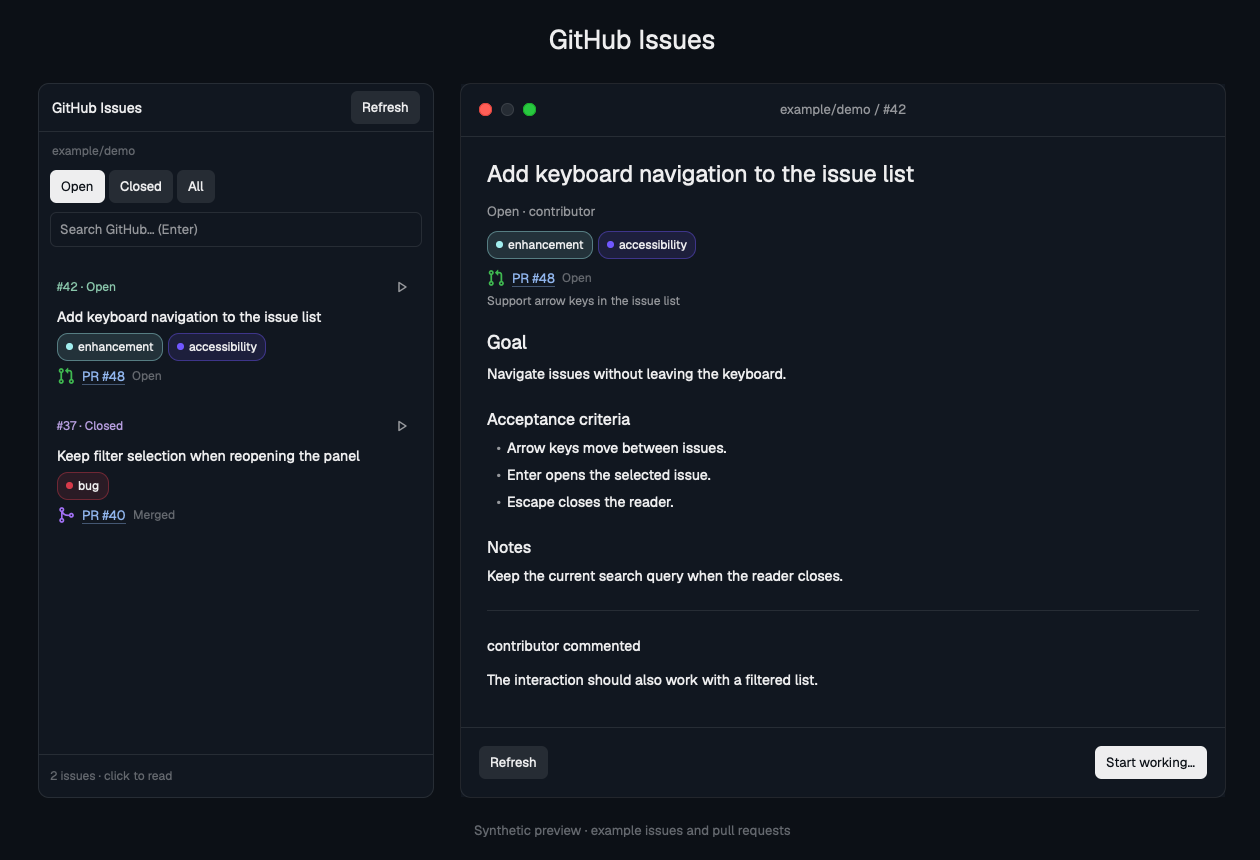 GitHub Issues
GitHub Issues
Refresh
example/demo
Open
Closed
All
Search GitHub... (Enter)
#42 · Open
Add keyboard navigation to the issue list
enhancement
accessibility
PR #48 Open
#37 · Closed
Keep filter selection when reopening the panel
bug
PR #40 Merged
2 issues · click to read
example/demo / #42
Add keyboard navigation to the issue list
Open · contributor
enhancement
accessibility
PR #48 Open
Support arrow keys in the issue list
Goal
Navigate issues without leaving the keyboard.
Acceptance criteria
• Arrow keys move between issues.
• Enter opens the selected issue.
• Escape closes the reader.
Notes
Keep the current search query when the reader closes.
contributor commented
The interaction should also work with a filtered list.
Refresh
Start working...
Synthetic preview · example issues and pull requests